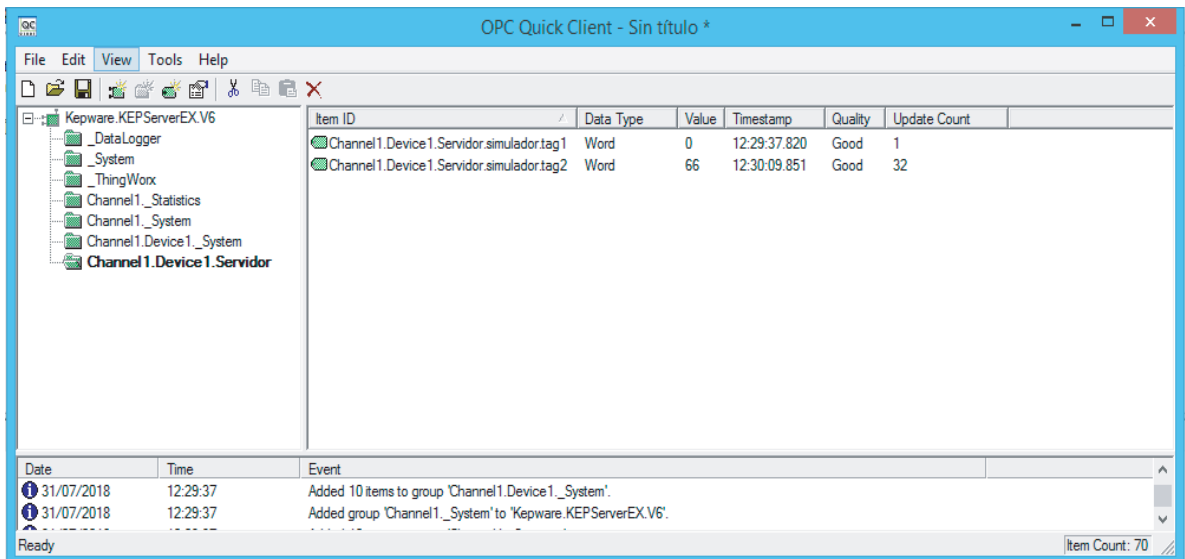 OPC Quick Client - Sin título *
File Edit View Tools Help
Kepware.KEPServerEX.V6
_DataLogger
_System
_ThingWorx
Channel1._Statistics
Channel1._System
Channel1.Device1._System
Channel1.Device1.Servidor
Item ID Data Type Value Timestamp Quality Update Count
Channel1.Device1.Servidor.simulador.tag1 Word 0 12:29:37.820 Good 1
Channel1.Device1.Servidor.simulador.tag2 Word 66 12:30:09.851 Good 32
Date Time Event
31/07/2018 12:29:37 Added 10 items to group 'Channel1.Device1._System'.
31/07/2018 12:29:37 Added group 'Channel1._System' to 'Kepware.KEPServerEX.V6'.
Ready Item Count: 70